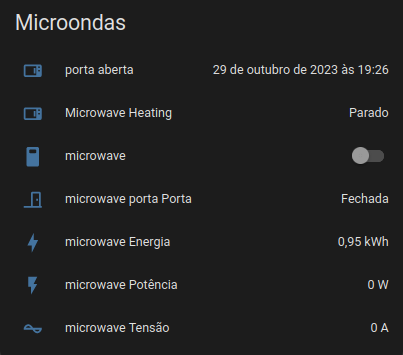 Microondas
porta aberta 29 de outubro de 2023 às 19:26
Microwave Heating Parado
microwave
microwave porta Porta Fechada
microwave Energia 0,95 kWh
microwave Potência 0 W
microwave Tensão 0 A